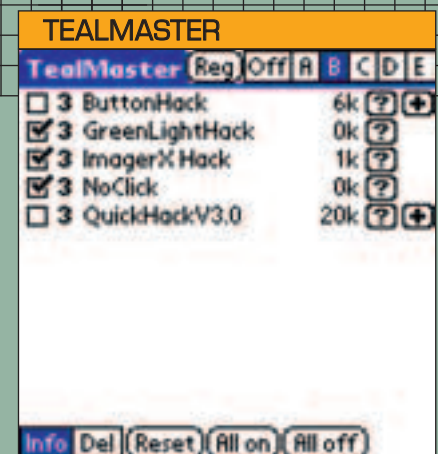 TEALMASTER
TealMaster Reg Off A B C D E
3 ButtonHack 6k ? +
3 GreenLightHack 0k ?
3 ImagerX Hack 1k ?
3 NoClick 0k ?
3 QuickHackV3.0 20k ? +
Info Del Reset All on All off